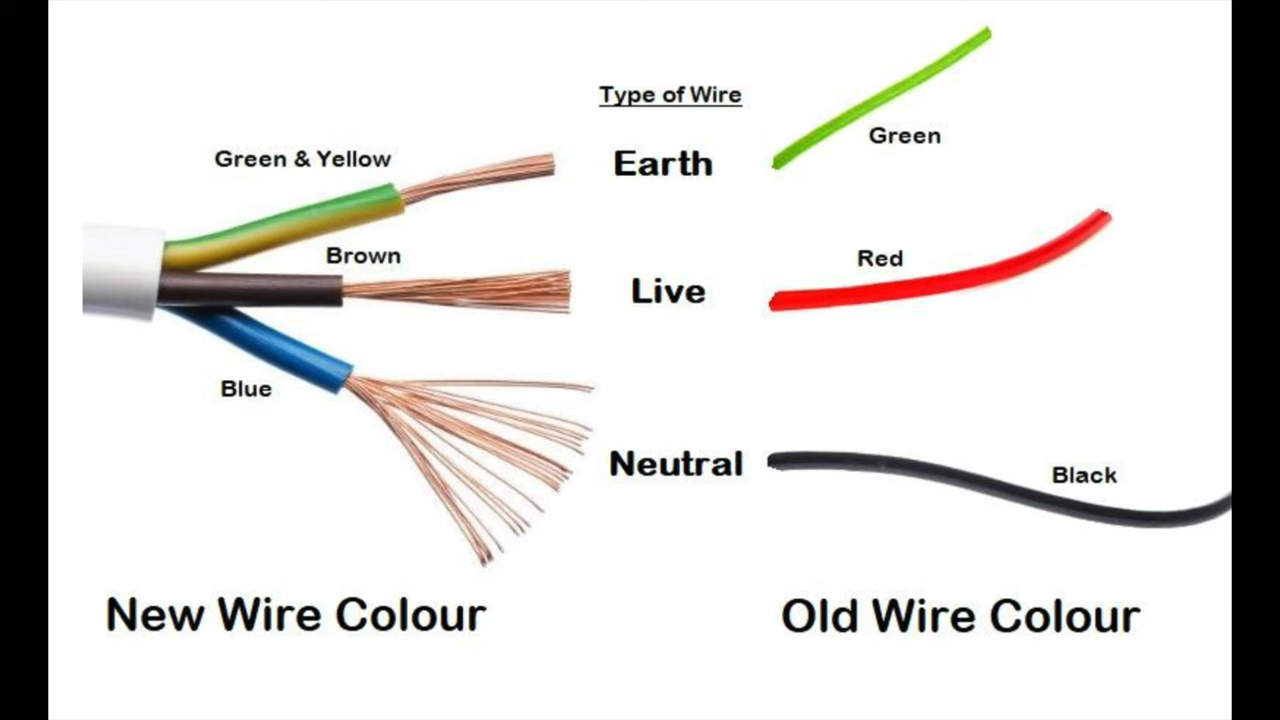 Type of Wire
Green
Green & Yellow
Earth
Brown
Red
Live
Blue
Neutral
Black
New Wire Colour
Old Wire Colour